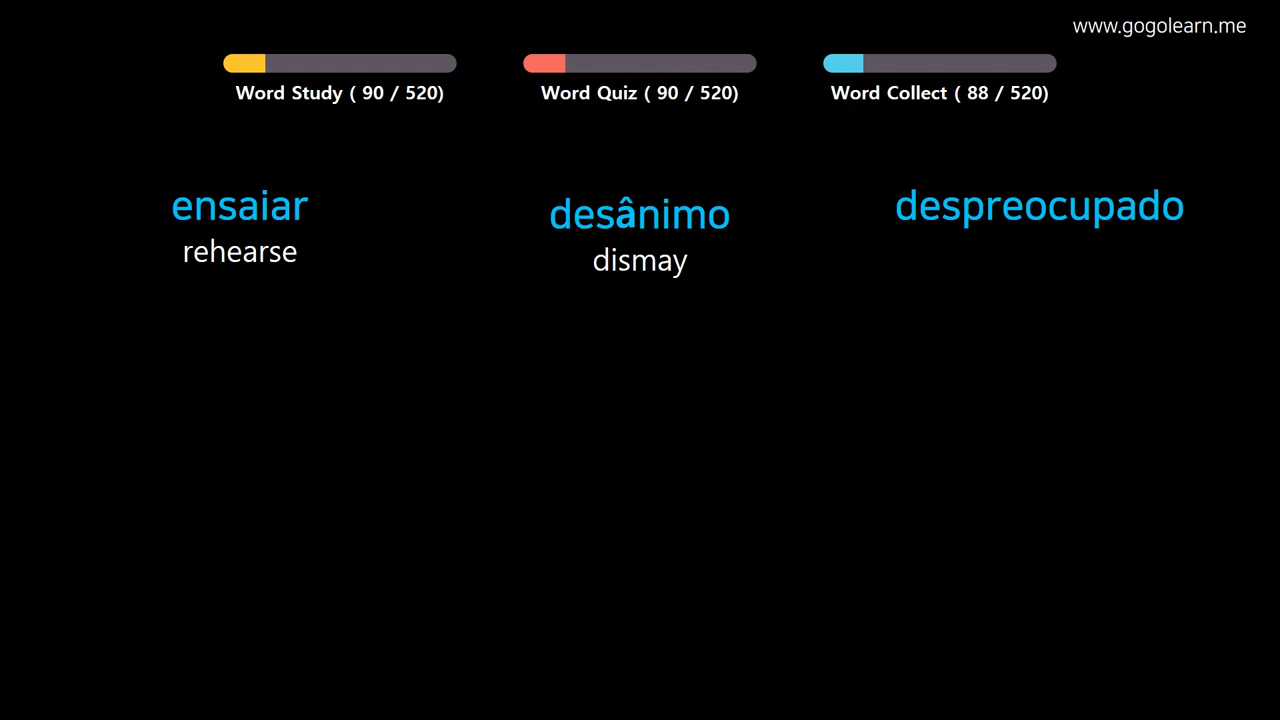 www.gogolearn.me
Word Study ( 90 / 520)
Word Quiz ( 90 / 520)
Word Collect ( 88 / 520)
ensaiar
rehearse
desânimo
dismay
despreocupado